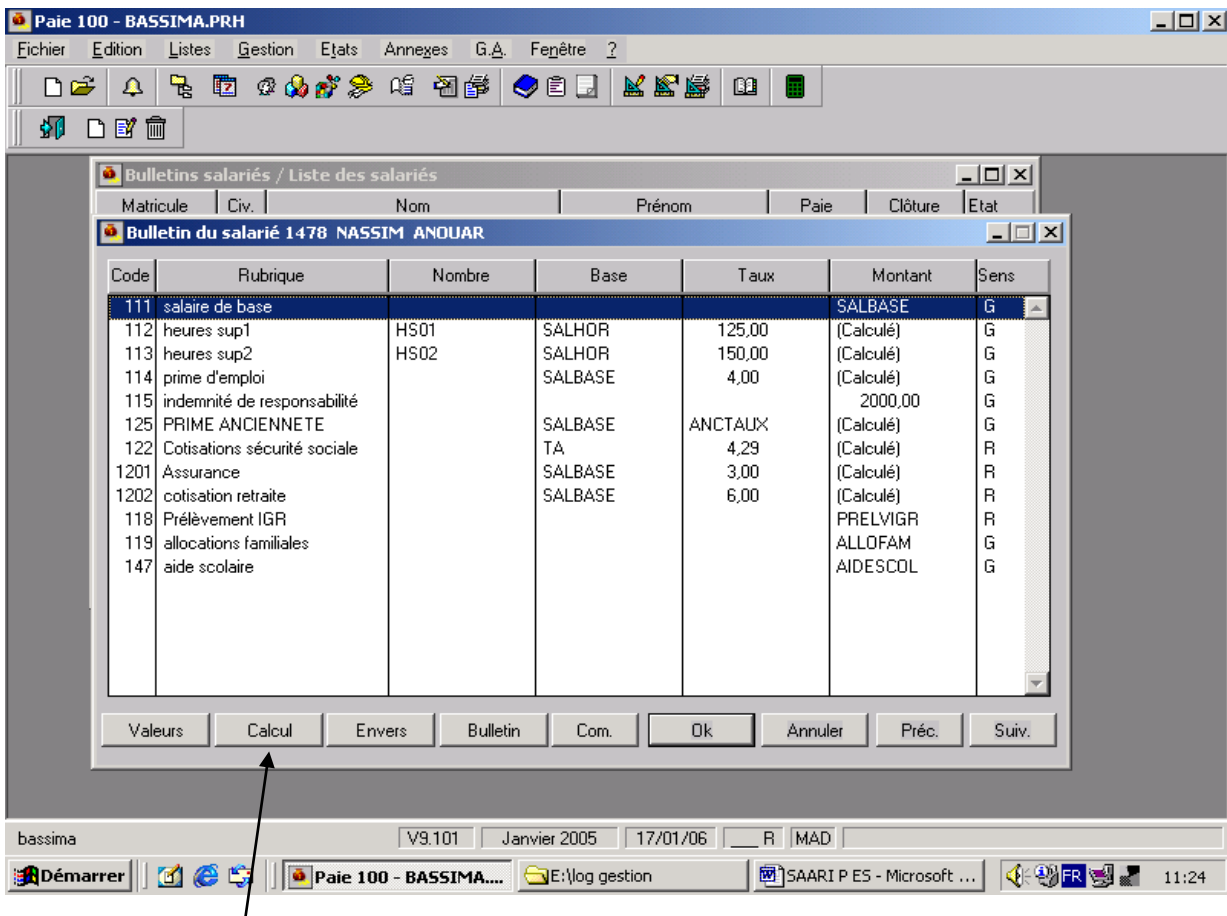 Paie 100 - BASSIMA.PRH
Fichier Edition Listes Gestion Etats Annexes G.A. Fenêtre ?
Bulletins salariés / Liste des salariés
Matricule Civ. Nom Prénom Paie Clôture Etat
Bulletin du salarié 1478 NASSIM ANOUAR
Code Rubrique Nombre Base Taux Montant Sens
111 salaire de base SALBASE G
112 heures sup1 HS01 SALHOR 125,00 (Calculé) G
113 heures sup2 HS02 SALHOR 150,00 (Calculé) G
114 prime d'emploi SALBASE 4,00 (Calculé) G
115 indemnité de responsabilité 2000,00 G
125 PRIME ANCIENNETE SALBASE ANCTAUX (Calculé) G
122 Cotisations sécurité sociale TA 4,29 (Calculé) R
1201 Assurance SALBASE 3,00 (Calculé) R
1202 cotisation retraite SALBASE 6,00 (Calculé) R
118 Prélèvement IGR PRELVIGR R
119 allocations familiales ALLOFAM G
147 aide scolaire AIDESCOL G
Valeurs Calcul Envers Bulletin Com. Ok Annuler Préc. Suiv.
bassima V9.101 Janvier 2005 17/01/06 ___ R MAD
Démarrer Paie 100 - BASSIMA.... E:\log gestion SAARI P ES - Microsoft ... FR 11:24